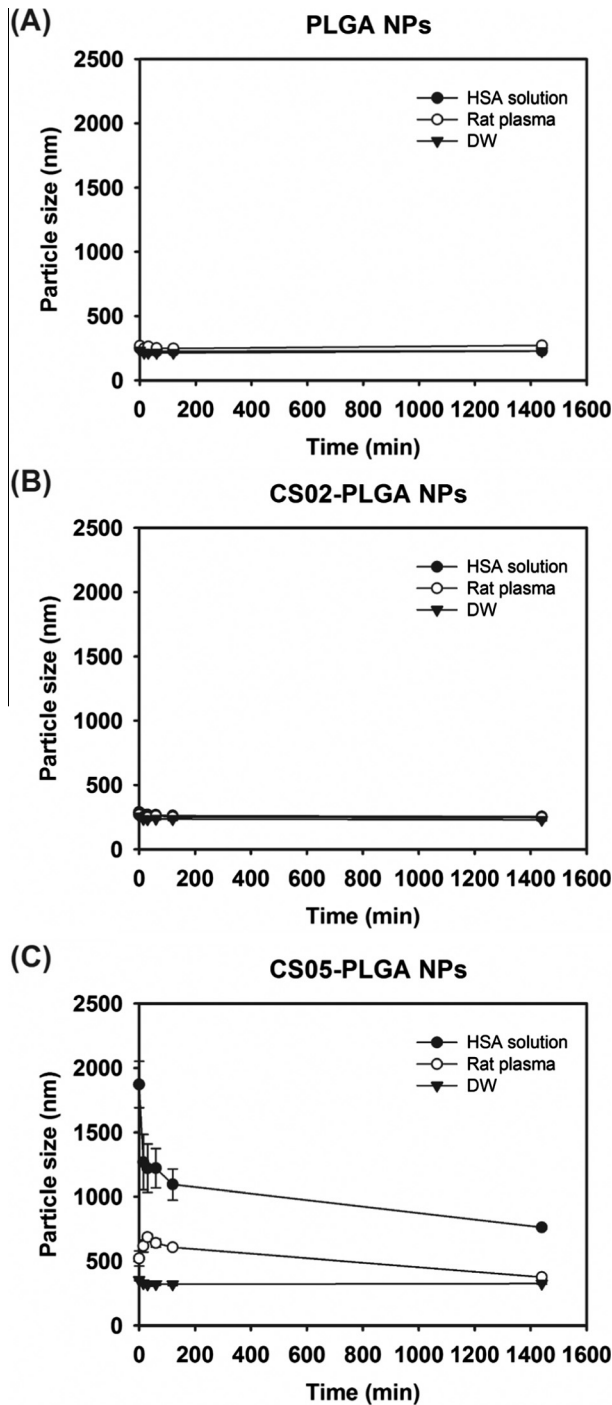 (A)
PLGA NPs
2500
2000
1500
1000
500
0
Particle size (nm)
HSA solution
Rat plasma
DW
0 200 400 600 800 1000 1200 1400 1600
Time (min)
(B)
CS02-PLGA NPs
2500
2000
1500
1000
500
0
Particle size (nm)
HSA solution
Rat plasma
DW
0 200 400 600 800 1000 1200 1400 1600
Time (min)
(C)
CS05-PLGA NPs
2500
2000
1500
1000
500
0
Particle size (nm)
HSA solution
Rat plasma
DW
0 200 400 600 800 1000 1200 1400 1600
Time (min)